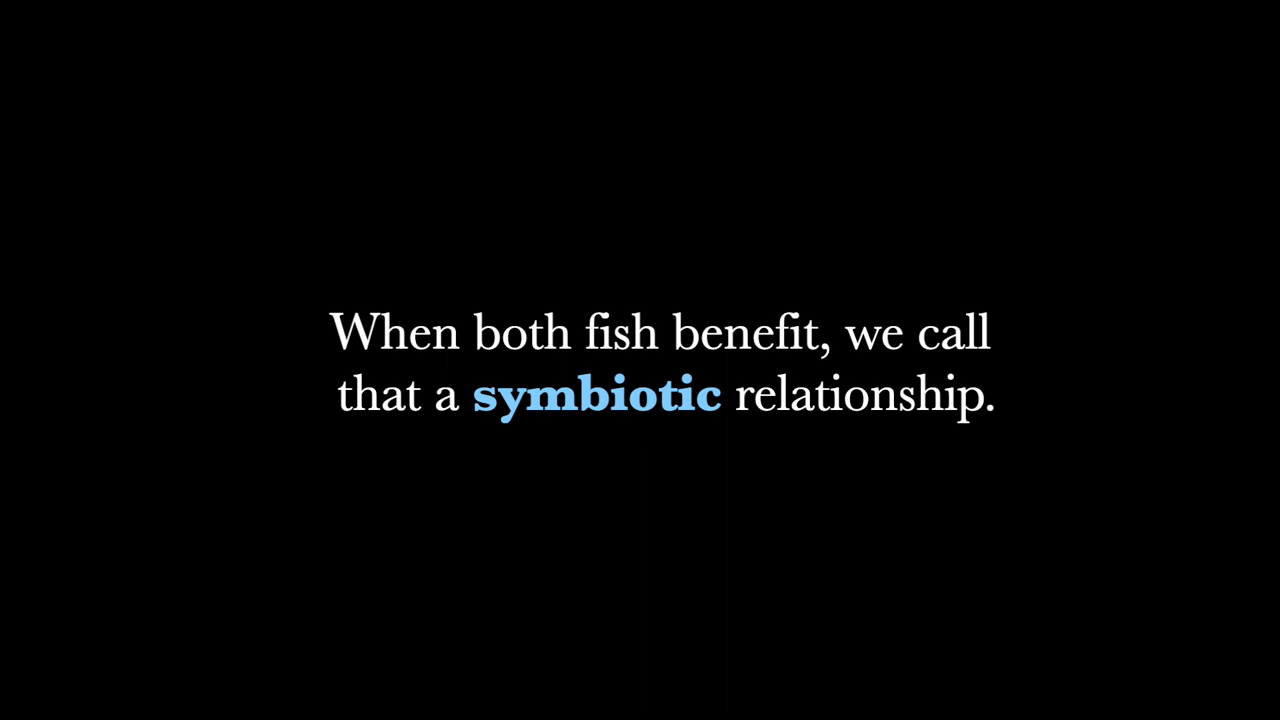 When both fish benefit, we call
that a symbiotic relationship.